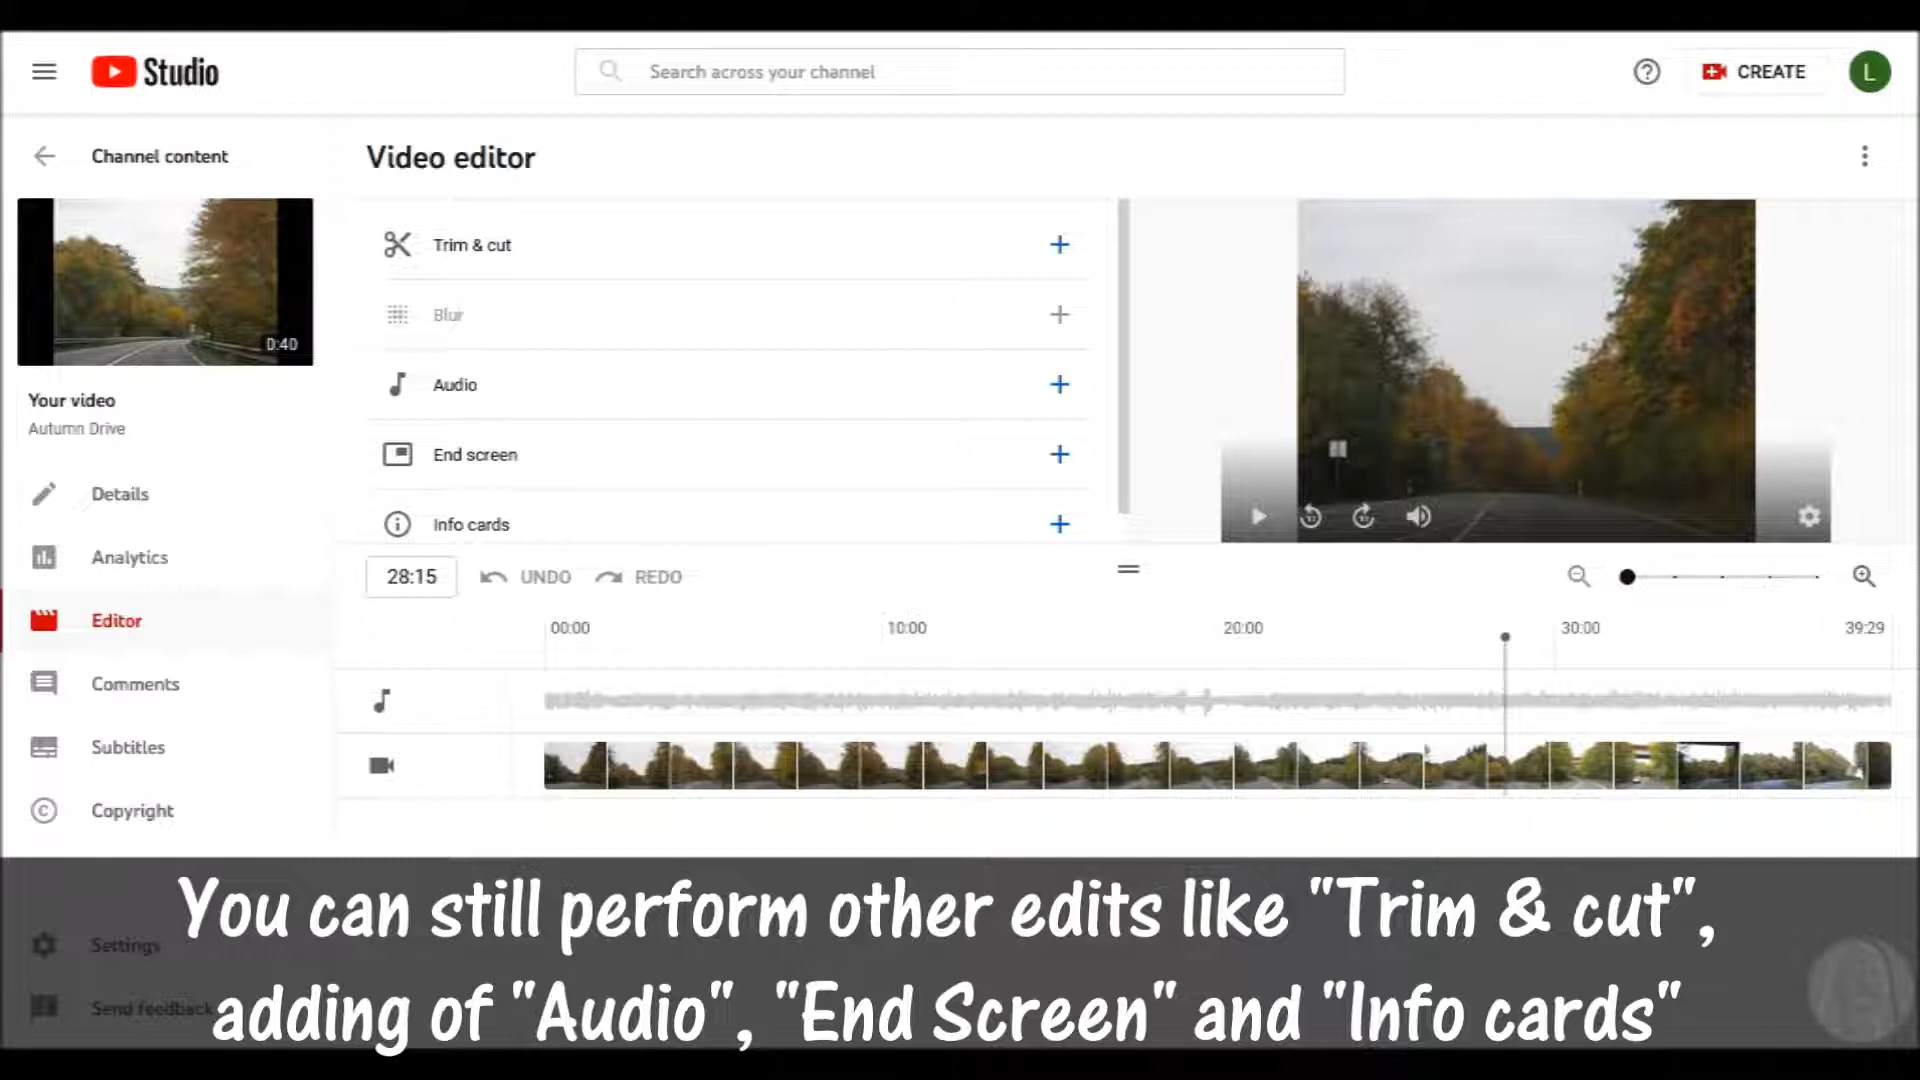 Studio
Search across your channel
CREATE
L
Channel content
Video editor
Trim & cut
Blur
Audio
End screen
Info cards
0:40
Your video
Autumn Drive
Details
Analytics
Editor
Comments
Subtitles
Copyright
Settings
Send feedback
28:15
UNDO
REDO
00:00
10:00
20:00
30:00
39:29
You can still perform other edits like "Trim & cut",
adding of "Audio", "End Screen" and "Info cards"